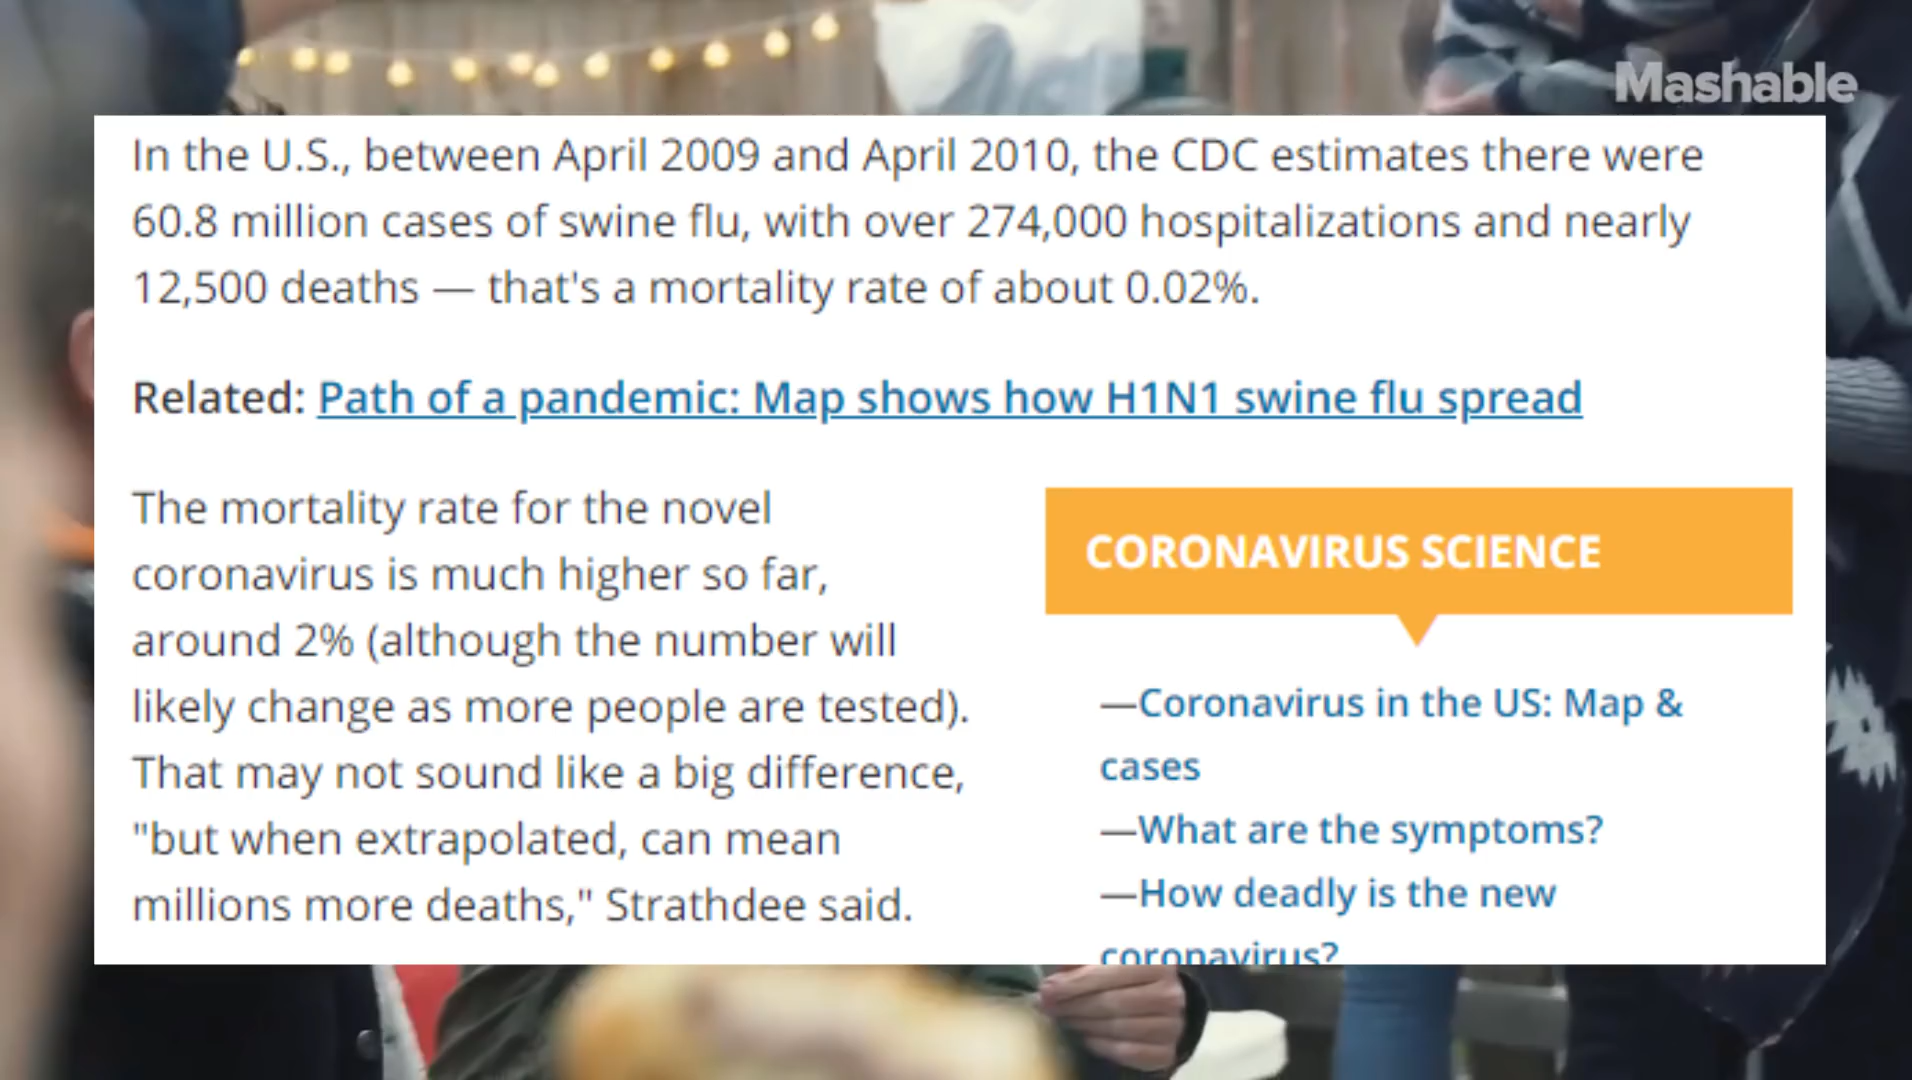 Mashable
In the U.S., between April 2009 and April 2010, the CDC estimates there were
60.8 million cases of swine flu, with over 274,000 hospitalizations and nearly
12,500 deaths — that's a mortality rate of about 0.02%.
Related: Path of a pandemic: Map shows how H1N1 swine flu spread
The mortality rate for the novel
coronavirus is much higher so far,
around 2% (although the number will
likely change as more people are tested).
That may not sound like a big difference,
"but when extrapolated, can mean
millions more deaths," Strathdee said.
CORONAVIRUS SCIENCE
—Coronavirus in the US: Map &
cases
—What are the symptoms?
—How deadly is the new
coronavirus?